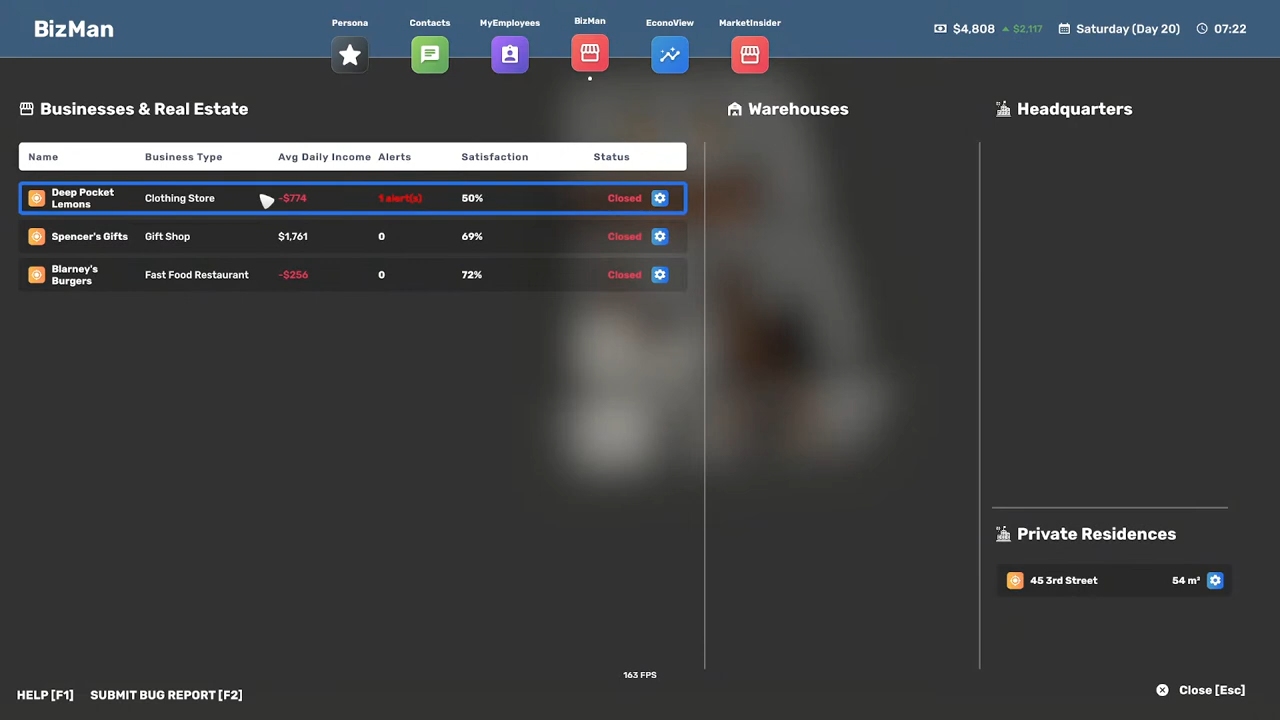 BizMan
Persona
Contacts
MyEmployees
BizMan
EconoView
MarketInsider
$4,808 $2,117 Saturday (Day 20) 07:22
Businesses & Real Estate
Name Business Type Avg Daily Income Alerts Satisfaction Status
Deep Pocket
Lemons
Clothing Store -$774 1 alert(s) 50% Closed
Spencer's Gifts Gift Shop $1,761 0 69% Closed
Blarney's
Burgers
Fast Food Restaurant -$256 0 72% Closed
Warehouses
Headquarters
Private Residences
45 3rd Street 54 m²
163 FPS
HELP [F1] SUBMIT BUG REPORT [F2]
Close [Esc]